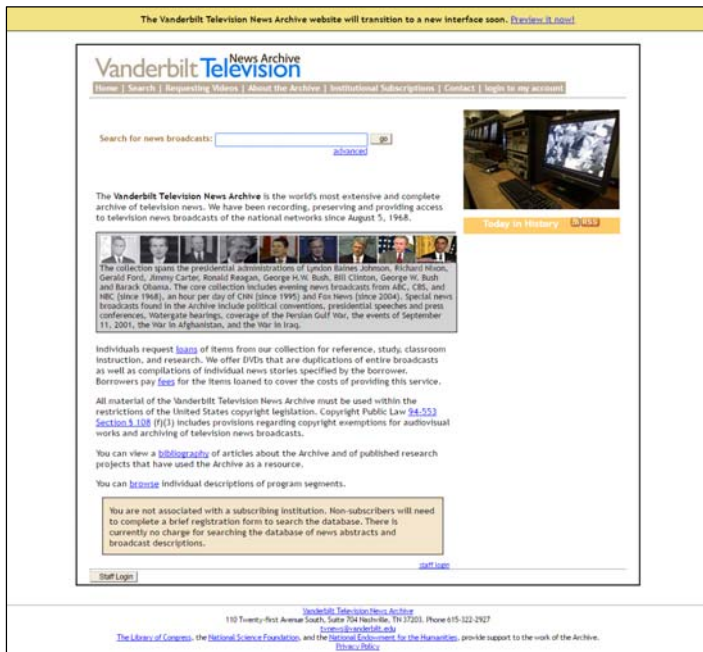 The Vanderbilt Television News Archive website will transition to a new interface soon. Preview it now!
Vanderbilt Television News Archive
Home | Search | Requesting Videos | About the Archive | Institutional Subscriptions | Contact | login to my account
Search for news broadcasts: go
advanced
The Vanderbilt Television News Archive is the world's most extensive and complete
archive of television news. We have been recording, preserving and providing access
to television news broadcasts of the national networks since August 5, 1968.
Today in History RSS
The collection spans the presidential administrations of Lyndon Baines Johnson, Richard Nixon,
Gerald Ford, Jimmy Carter, Ronald Reagan, George H.W. Bush, Bill Clinton, George W. Bush
and Barack Obama. The core collection includes evening news broadcasts from ABC, CBS, and
NBC (since 1968), an hour per day of CNN (since 1995) and Fox News (since 2004). Special news
broadcasts found in the Archive include political conventions, presidential speeches and press
conferences, Watergate hearings, coverage of the Persian Gulf War, the events of September
11, 2001, the War in Afghanistan, and the War in Iraq.
Individuals request loans of items from our collection for reference, study, classroom
instruction, and research. We offer DVDs that are duplications of entire broadcasts
as well as compilations of individual news stories specified by the borrower.
Borrowers pay fees for the items loaned to cover the costs of providing this service.
All material of the Vanderbilt Television News Archive must be used within the
restrictions of the United States copyright legislation. Copyright Public Law 94-553
Section § 108 (f)(3) includes provisions regarding copyright exemptions for audiovisual
works and archiving of television news broadcasts.
You can view a bibliography of articles about the Archive and of published research
projects that have used the Archive as a resource.
You can browse individual descriptions of program segments.
You are not associated with a subscribing institution. Non-subscribers will need
to complete a brief registration form to search the database. There is
currently no charge for searching the database of news abstracts and
broadcast descriptions.
staff login
Staff Login
Vanderbilt Television News Archive
110 Twenty-first Avenue South, Suite 704 Nashville, TN 37203. Phone 615-322-2927
tvnews@vanderbilt.edu
The Library of Congress, the National Science Foundation, and the National Endowment for the Humanities, provide support to the work of the Archive.
Privacy Policy